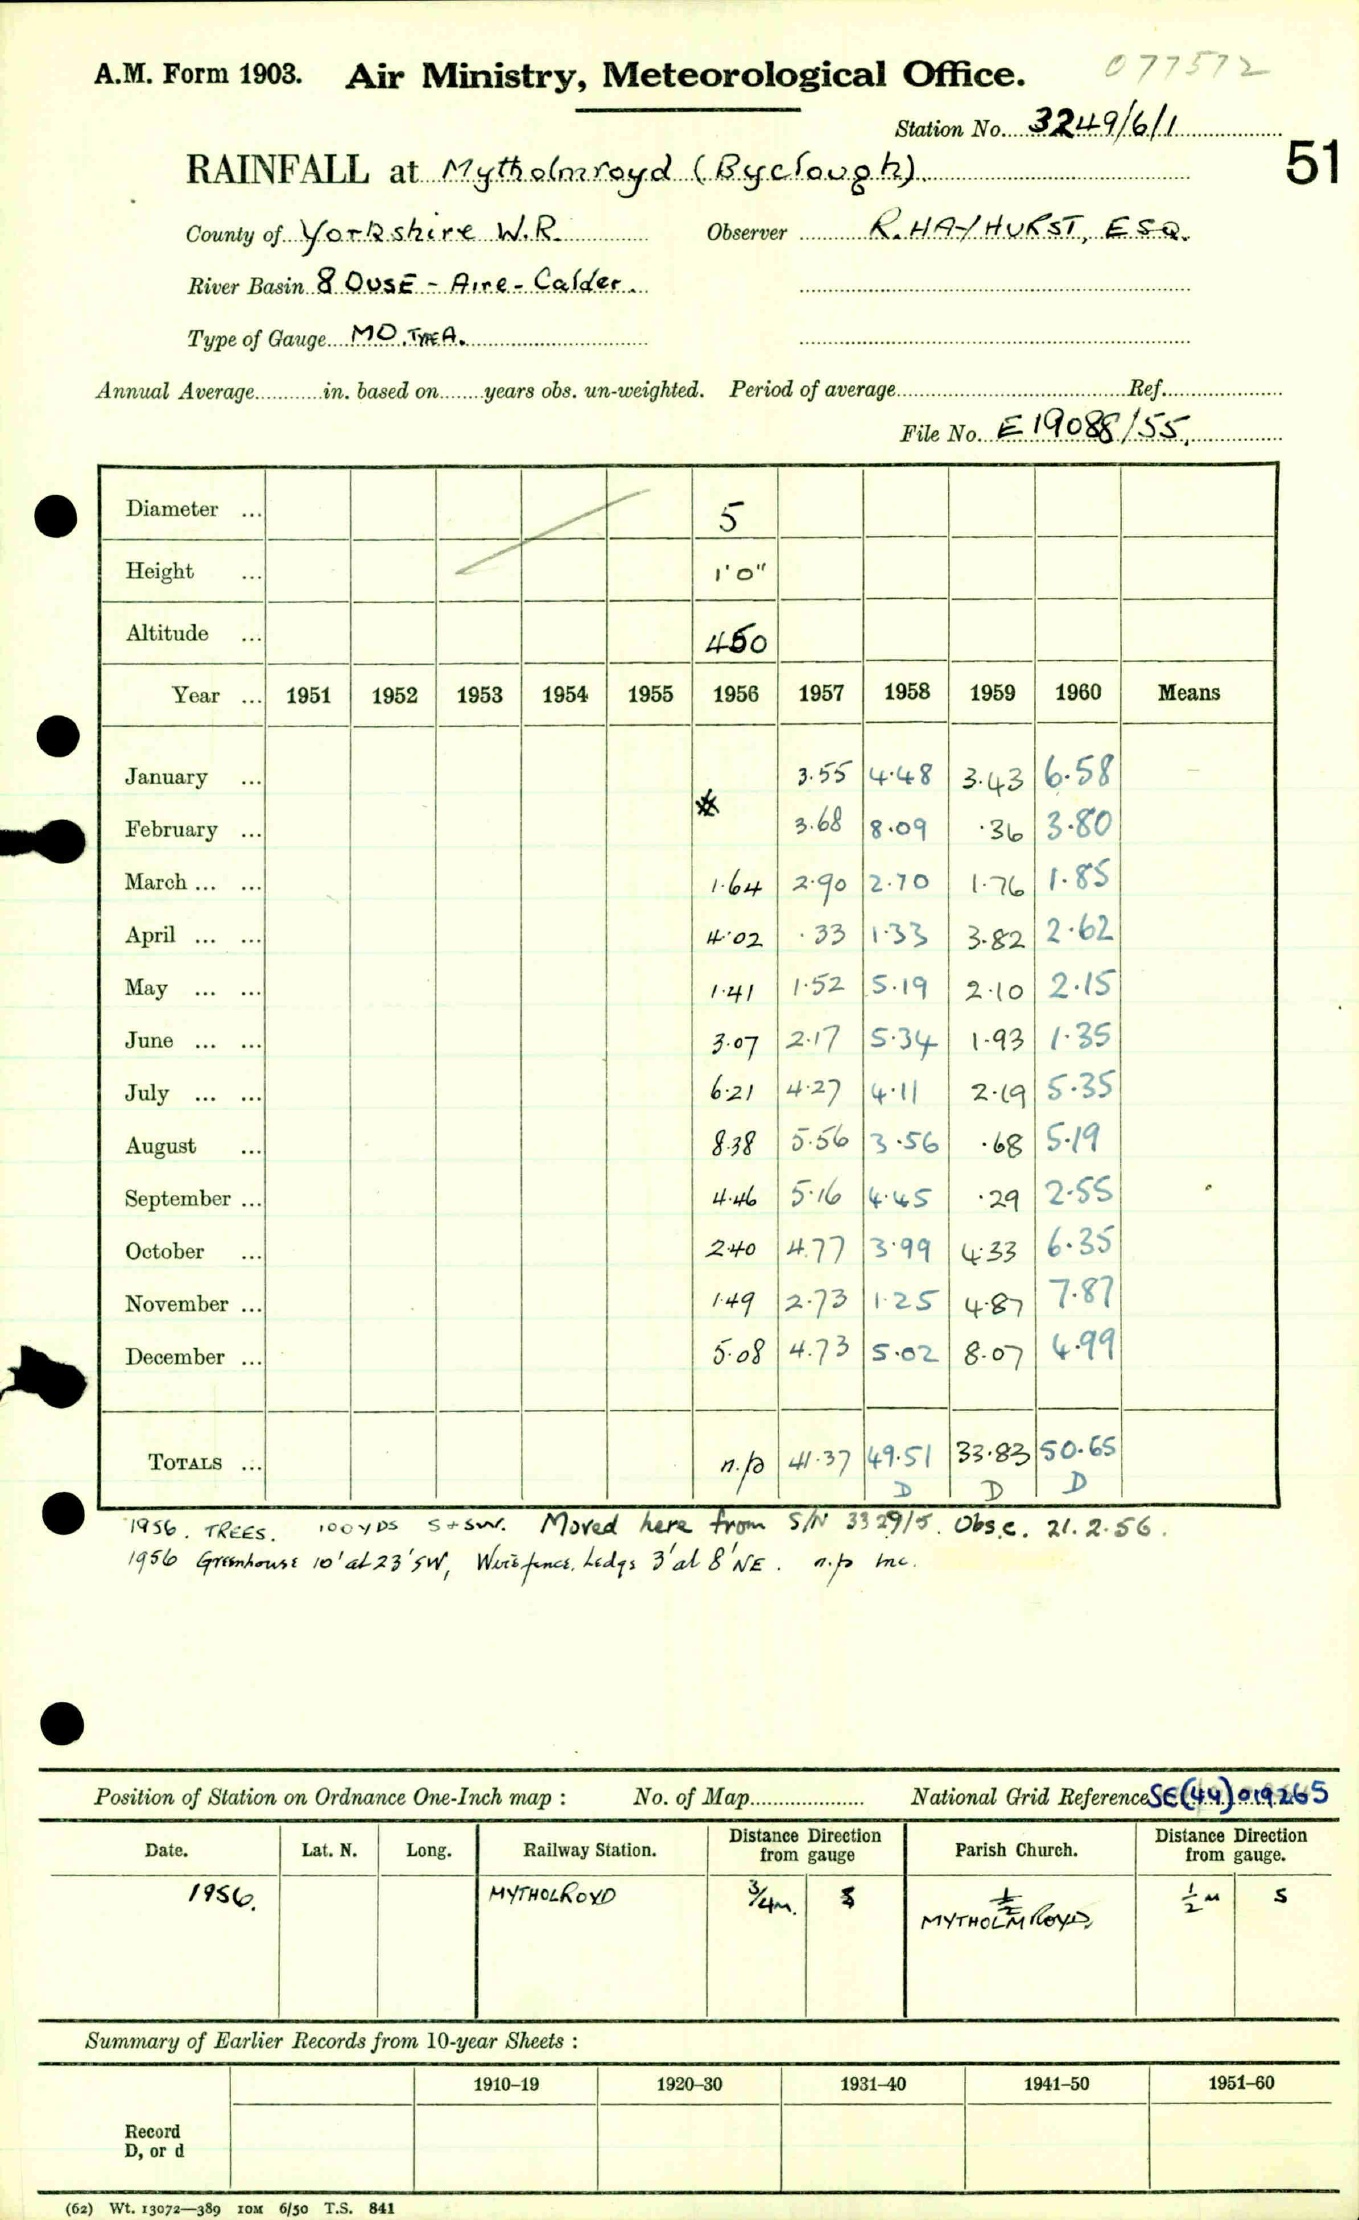 077572
A.M. Form 1903. Air Ministry, Meteorological Office.
Station No. 3249/6/1
51
RAINFALL at Mytholmroyd (Byclough).
County of Yorkshire W.R. Observer R. HAYHURST, ESQ.
River Basin 8 OUSE - Aire - Calder.
Type of Gauge MO. TYPE A.
Annual Average in. based on years obs. un-weighted. Period of average Ref.
File No. E19088/55.
Diameter ... 5
Height ... 1'0"
Altitude ... 450
Year ... 1951 1952 1953 1954 1955 1956 1957 1958 1959 1960 Means
January ... 3.55 4.48 3.43 6.58
February ... 3.68 8.09 .36 3.80
March ... ... 1.64 2.90 2.70 1.76 1.85
April ... ... 4.02 .33 1.33 3.82 2.62
May ... ... 1.41 1.52 5.19 2.10 2.15
June ... ... 3.07 2.17 5.34 1.93 1.35
July ... ... 6.21 4.27 4.11 2.19 5.35
August ... 8.38 5.56 3.56 .68 5.19
September ... 4.46 5.16 4.45 .29 2.55
October ... 2.40 4.77 3.99 4.33 6.35
November ... 1.49 2.73 1.25 4.87 7.87
December ... 5.08 4.73 5.02 8.07 4.99
TOTALS ... n.p 41.37 49.51 33.83 50.65
D D D
1956. TREES. 100 YDS S+SW. Moved here from S/N 3329/5. Obs.c. 21.2.56.
1956 Greenhouse 10' at 23' SW, Wire fence, hedge 3' at 8' NE. n.p inc.
Position of Station on Ordnance One-Inch map : No. of Map National Grid Reference SE(44)019265
Date. Lat. N. Long. Railway Station. Distance Direction from gauge Parish Church. Distance Direction from gauge.
1956. MYTHOLROYD 3/4 m. S MYTHOLMROYD, 1/2 M S
Summary of Earlier Records from 10-year Sheets :
1910–19 1920–30 1931–40 1941–50 1951–60
Record
D, or d
(62) Wt. 13072—389 10M 6/50 T.S. 841